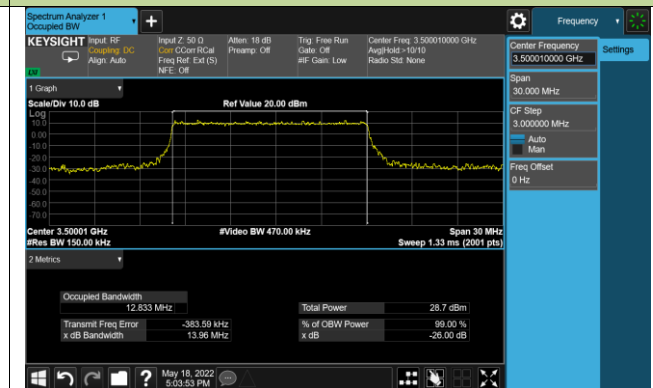 Spectrum Analyzer 1
Occupied BW
Frequency
KEYSIGHT
Input: RF
Coupling: DC
Align: Auto
Input Z: 50 Ω
Corr CCorr RCal
Freq Ref: Ext (S)
NFE: Off
Atten: 18 dB
Preamp: Off
Trig: Free Run
Gate: Off
#IF Gain: Low
Center Freq: 3.500010000 GHz
Avg|Hold:>10/10
Radio Std: None
Center Frequency
3.500010000 GHz
Settings
Span
30.000 MHz
CF Step
3.000000 MHz
Auto
Man
Freq Offset
0 Hz
1 Graph
Scale/Div 10.0 dB
Ref Value 20.00 dBm
Log
10.0
0.00
-10.0
-20.0
-30.0
-40.0
-50.0
-60.0
-70.0
Center 3.50001 GHz
#Video BW 470.00 kHz
Span 30 MHz
#Res BW 150.00 kHz
Sweep 1.33 ms (2001 pts)
2 Metrics
Occupied Bandwidth
12.833 MHz
Total Power
28.7 dBm
Transmit Freq Error
-383.59 kHz
% of OBW Power
99.00 %
x dB Bandwidth
13.96 MHz
x dB
-26.00 dB
?
May 18, 2022
5:03:53 PM